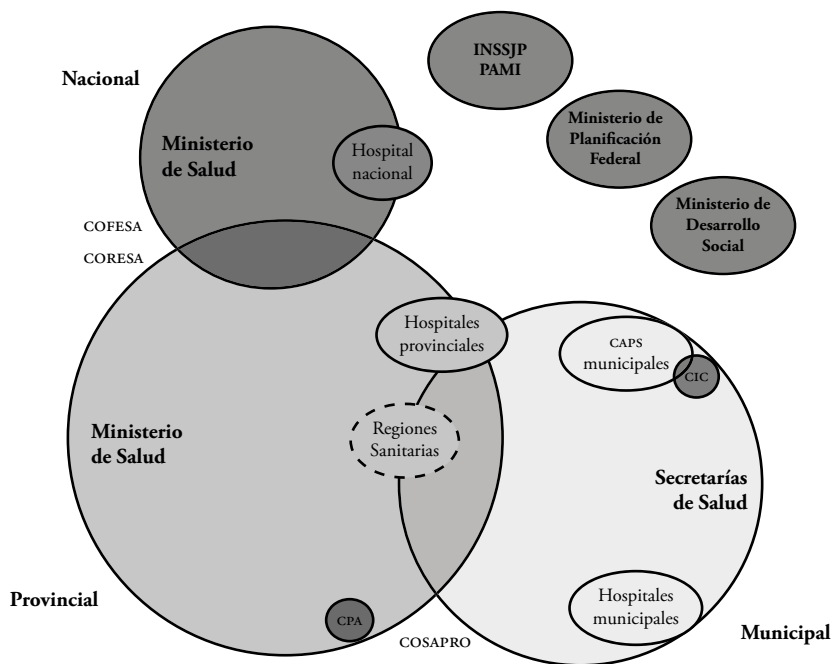 INSSJP
PAMI
Nacional
Ministerio de
Planificación
Federal
Ministerio
de Salud
Hospital
nacional
Ministerio de
Desarrollo
Social
COFESA
CORESA
Hospitales
provinciales
CAPS
municipales
CIC
Regiones
Sanitarias
Ministerio
de Salud
Secretarías
de Salud
Provincial
CPA
COSAPRO
Hospitales
municipales
Municipal